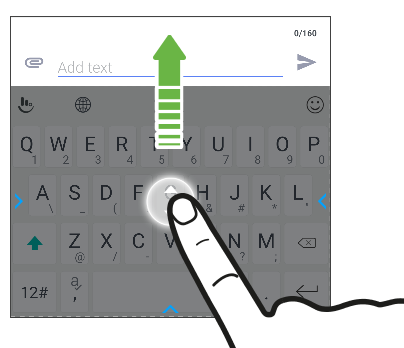 0/160
Add text
Q W E R T Y U I O P
1 2 3 4 5 6 7 8 9 0
A S D F H J K L
\ _ ( & # * ,
Z X C V N M
@ / - ? ;
12# a , .